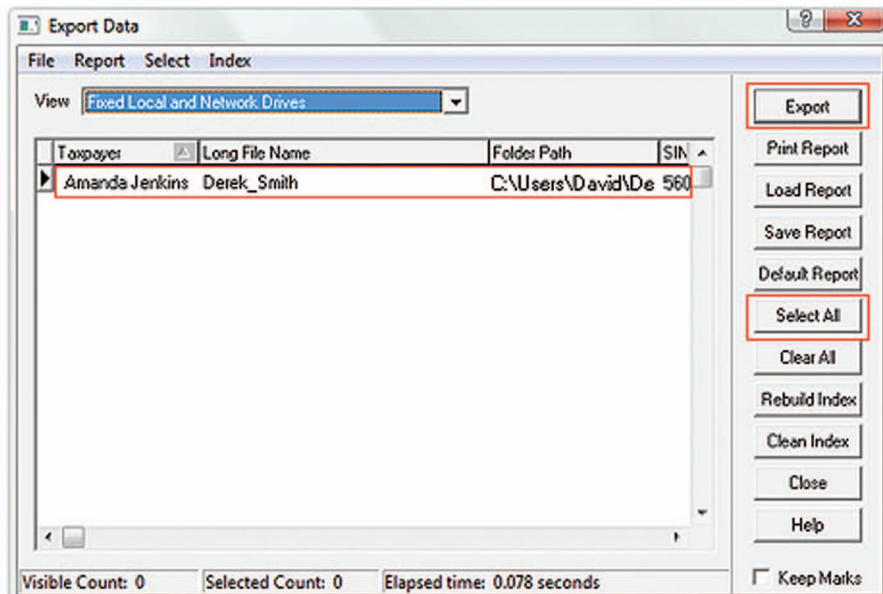 Export Data
File Report Select Index
View Fixed Local and Network Drives
Taxpayer Long File Name Folder Path SIN
Amanda Jenkins Derek_Smith C:\Users\David\De 560
Export
Print Report
Load Report
Save Report
Default Report
Select All
Clear All
Rebuild Index
Clean Index
Close
Help
Keep Marks
Visible Count: 0 Selected Count: 0 Elapsed time: 0.078 seconds